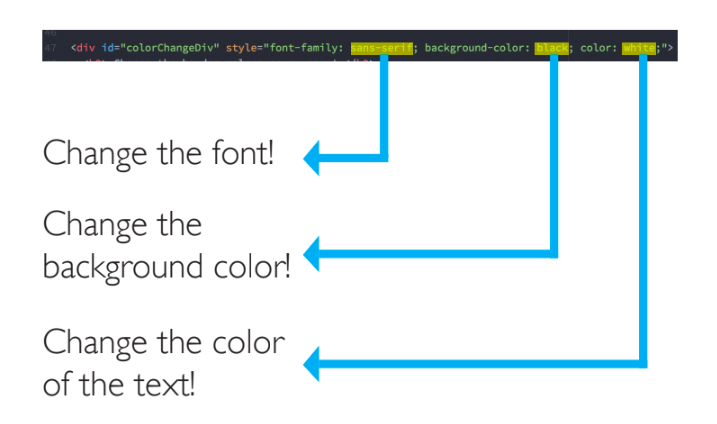 46
47 <div id="colorChangeDiv" style="font-family: sans-serif; background-color: black; color: white;">
Change the font!
Change the
background color!
Change the color
of the text!